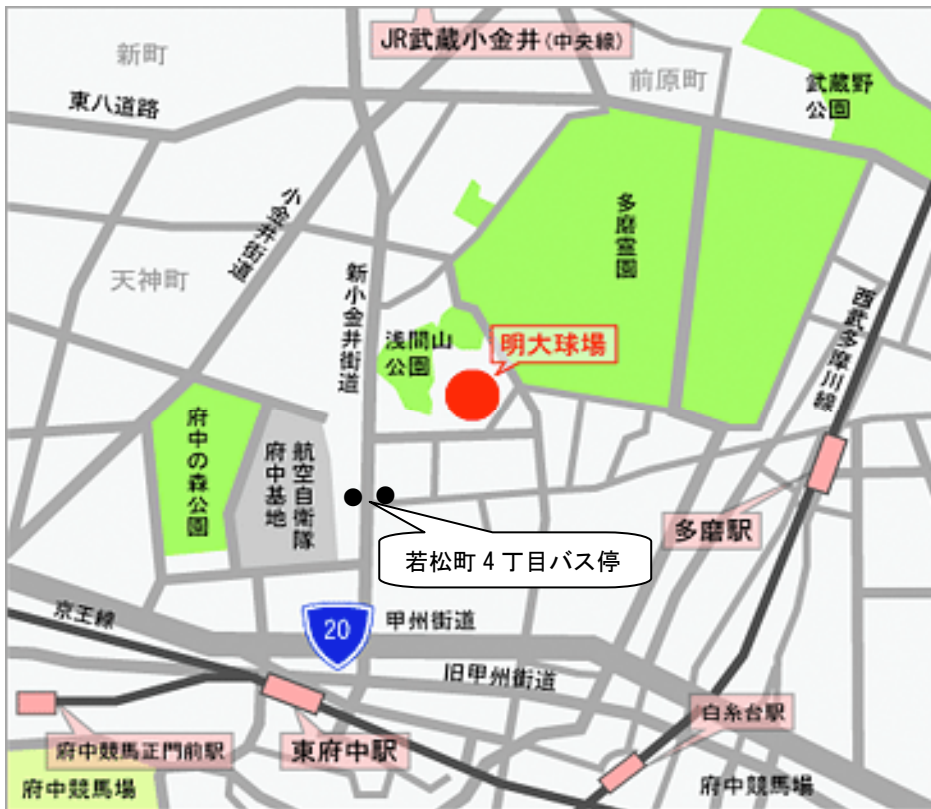 JR武蔵小金井(中央線)
新町
前原町
武蔵野
公園
東八道路
小金井街道
多磨霊園
天神町
新小金井街道
西武多摩川線
浅間山
公園
明大球場
府中の森公園
航空自衛隊
府中基地
多磨駅
若松町4丁目バス停
京王線
20
甲州街道
旧甲州街道
白糸台駅
府中競馬正門前駅
東府中駅
府中競馬場
府中競馬場